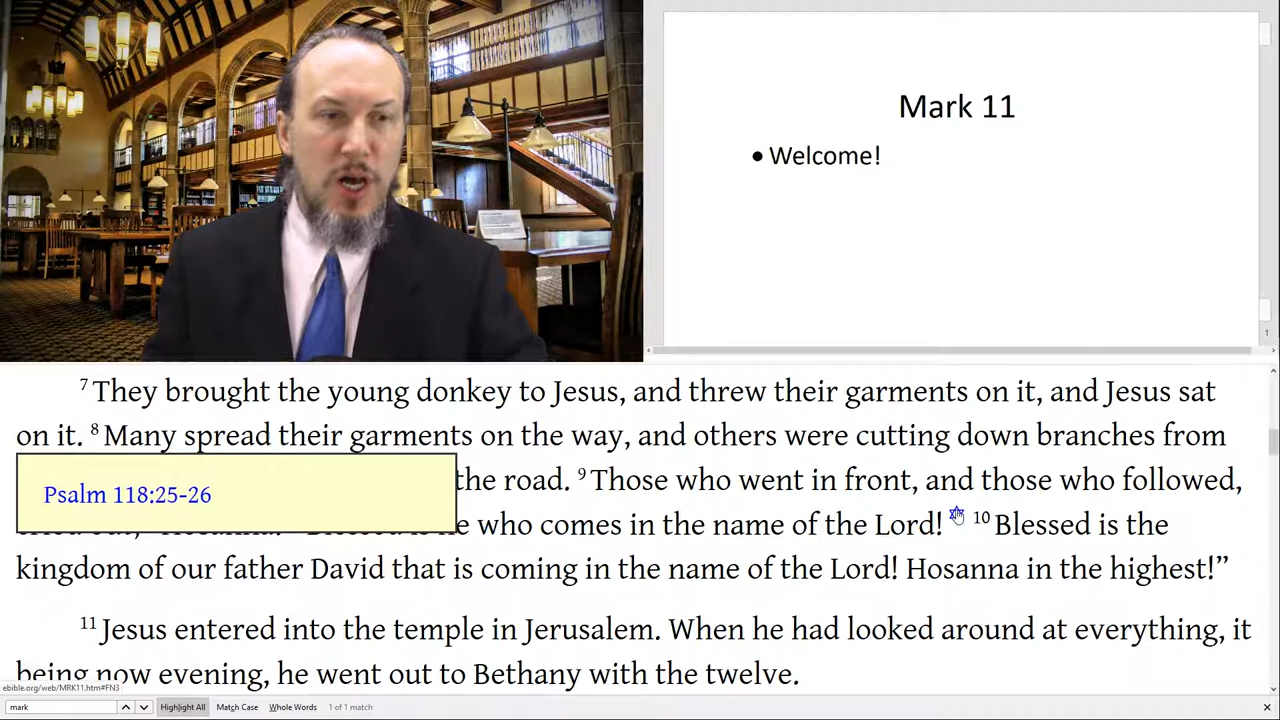 Mark 11
• Welcome!
1
7 They brought the young donkey to Jesus, and threw their garments on it, and Jesus sat
on it. 8 Many spread their garments on the way, and others were cutting down branches from
the road. 9 Those who went in front, and those who followed,
Psalm 118:25-26
who comes in the name of the Lord! 10 Blessed is the
kingdom of our father David that is coming in the name of the Lord! Hosanna in the highest!”
11 Jesus entered into the temple in Jerusalem. When he had looked around at everything, it
being now evening, he went out to Bethany with the twelve.
ebible.org/web/MRK11.htm#FN3
mark Highlight All Match Case Whole Words 1 of 1 match